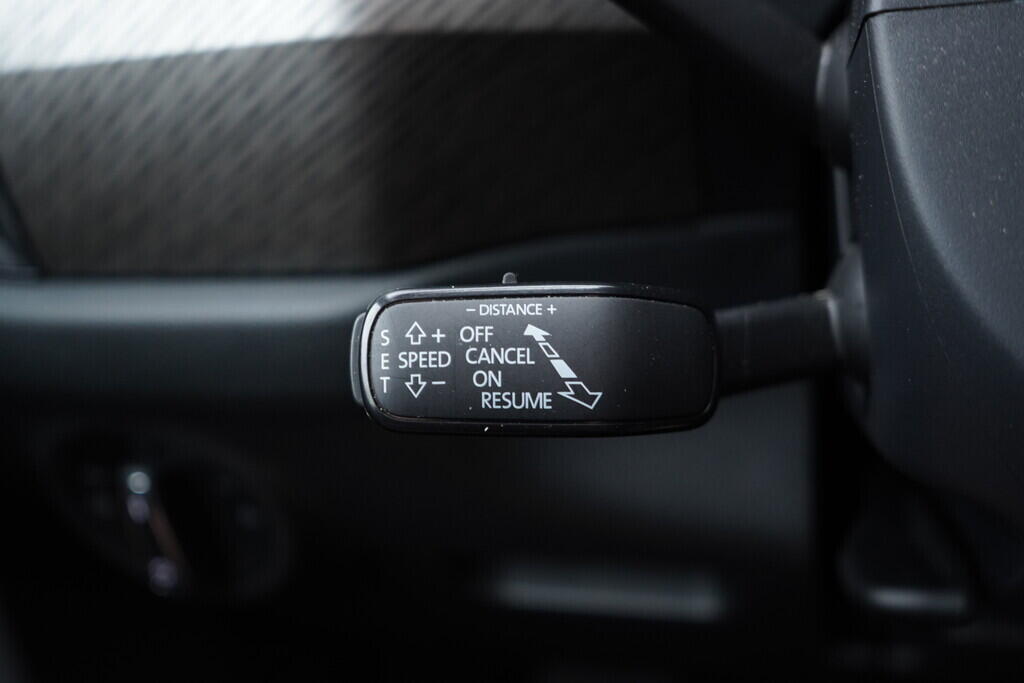 − DISTANCE +
S + OFF
E SPEED CANCEL
T − ON
RESUME